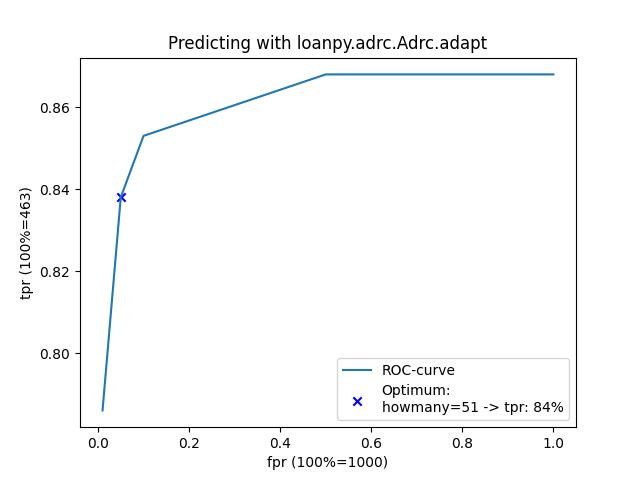 Predicting with loanpy.adrc.Adrc.adapt
tpr (100%=463)
0.86
0.84
0.82
0.80
0.0 0.2 0.4 0.6 0.8 1.0
fpr (100%=1000)
ROC-curve
Optimum:
howmany=51 -> tpr: 84%